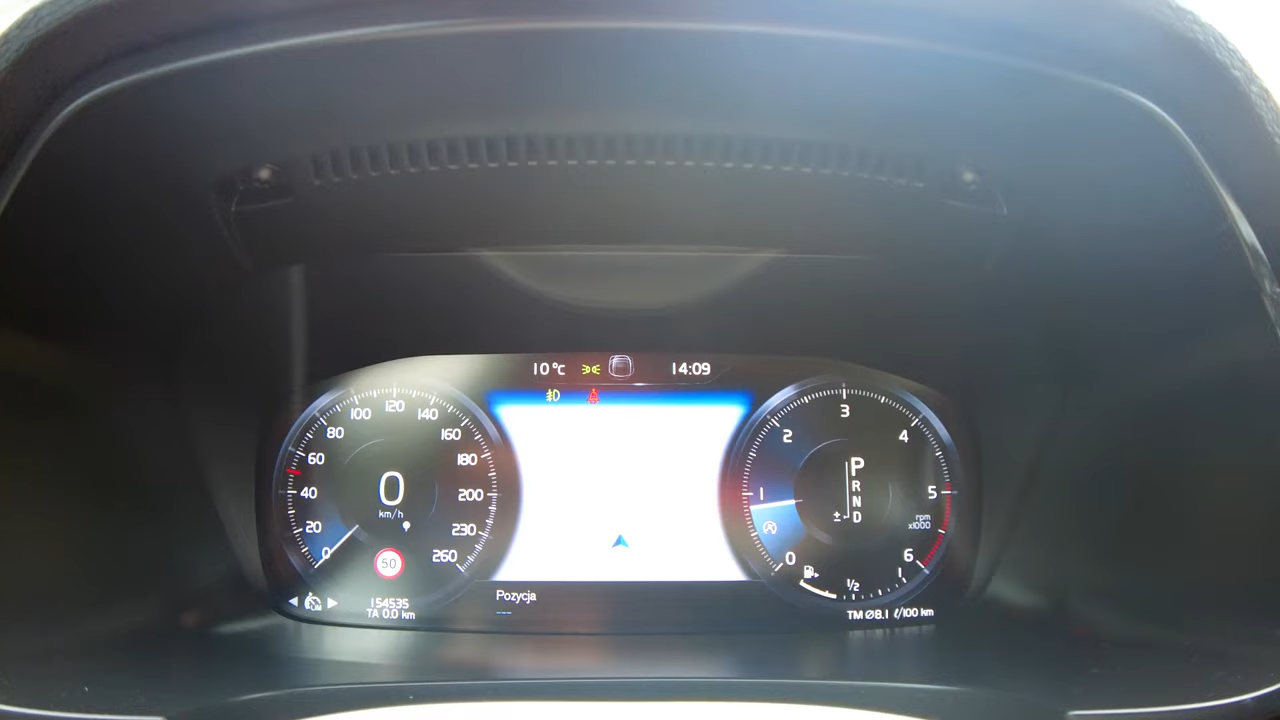 10°C 14:09
0 20 40 60 80 100 120 140 160 180 200 230 260
0
km/h
50
154535
TA 0.0 km
Pozycja
---
0 1 2 3 4 5 6
P
R
N
± D
rpm
x1000
1/2 1
TM Ø8.1 ℓ/100 km